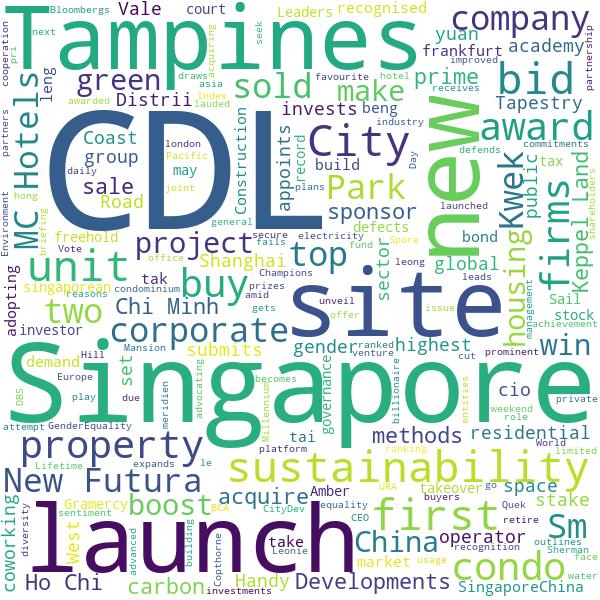 Bloombergs
Vale
court
Leaders
recognised
company
cooperation
pri
next
Tampines
draws
asia
Index
acquiring
lauded
seek
favourite
hotel
yuan
frankfurt
improved
receives
partnership
academy
prime
partners
awarded
leng
green
Distrii
sold
make
bid
hong
Coast
group
may
Construction
invests
beng
build
record
appoints
industry
defends
Tapestry
daily
london
Pacific
joint
Day
commitments
CDL
City
new
award
MC Hotels
Environment
Vote
briefing
sale
Road
freehold
general
plans
Park
sponsor
launched
Kwek
public
tax
firms
Keppel Land
shareholders
adopting
singaporean
reasons
tak
project
office
fails
secure
electricity
fund
Spore
defects
leong
sector
bond
unit
Shanghai
Champions
gets
top
leads
global
Sail
stock
achievement
two
condominium
buy
prizes
amid
unveil
offer
issue
housing
management
investor
Hill
Mansion
Chi Minh
corporate
site
ranked
venture
cut
prominent
win
demand
Europe
due
submits
gender
highest
DBS
play
set
meridien
advocating
Millennium
becomes
governance
billionaire
cio
entities
weekend
role
private
attempt
GenderEquality
Singapore
World
limited
Lifetime
le
tai
platform
ranking
methods
residential
property
expands
sustainability
New Futura
Gramercy
CityDev
boost
acquire
Amber
URA
takeover
buyers
go
space
stake
sentiment
BCA
equality
CEO
Quek
retire
outlines
coworking
diversity
West
launch
take
first
China
recognition
operator
Sm
usage
market
Sherman
face
advanced
building
Copthorne
Leonie
Handy
condo
water
Ho Chi
carbon
investments
Developments
SingaporeChina